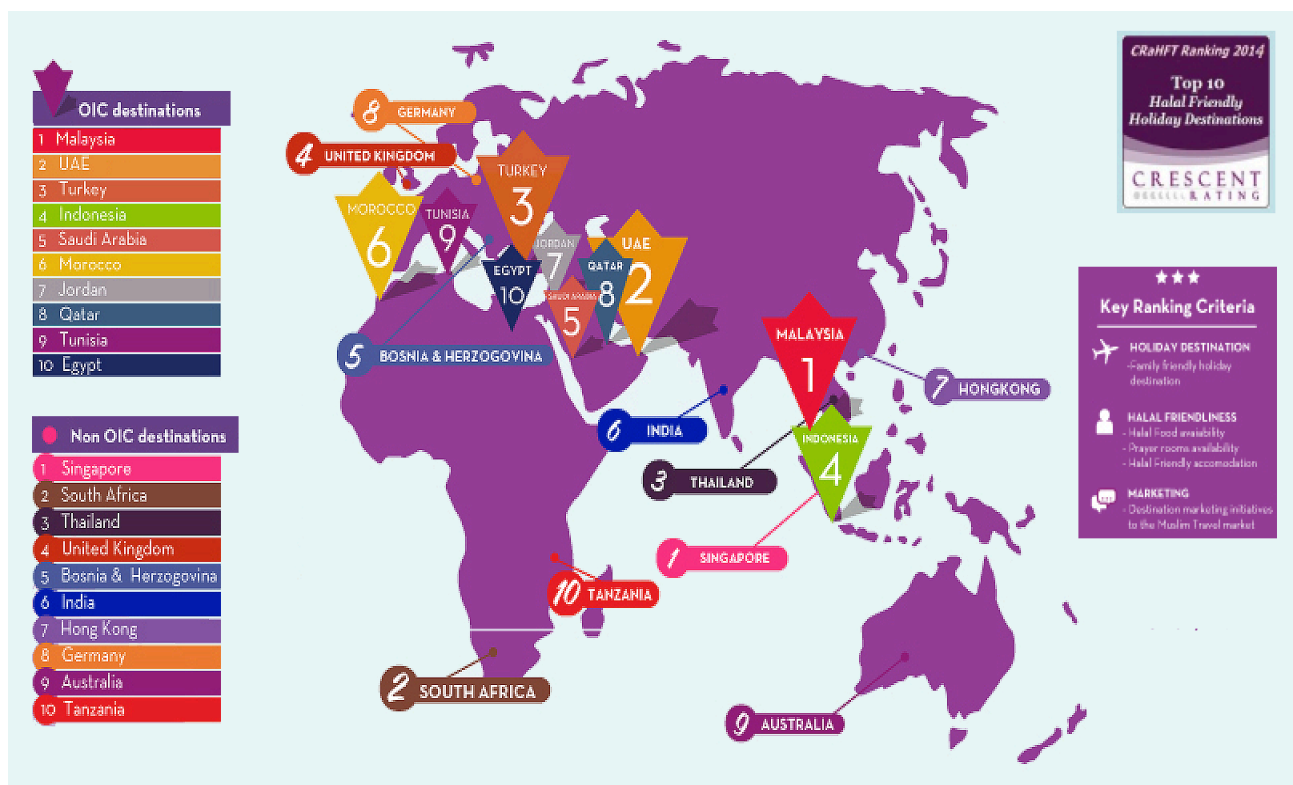 OIC destinations
1 Malaysia
2 UAE
3 Turkey
4 Indonesia
5 Saudi Arabia
6 Morocco
7 Jordan
8 Qatar
9 Tunisia
10 Egypt
Non OIC destinations
1 Singapore
2 South Africa
3 Thailand
4 United Kingdom
5 Bosnia & Herzogovina
6 India
7 Hong Kong
8 Germany
9 Australia
10 Tanzania
8 GERMANY
4 UNITED KINGDOM
TURKEY
3
MOROCCO
6
TUNISIA
9
JORDAN
7
UAE
2
EGYPT
10
QATAR
8
SAUDI ARABIA
5
5 BOSNIA & HERZOGOVINA
MALAYSIA
1
7 HONGKONG
6 INDIA
INDONESIA
4
3 THAILAND
1 SINGAPORE
10 TANZANIA
2 SOUTH AFRICA
9 AUSTRALIA
CRaHFT Ranking 2014
Top 10
Halal Friendly
Holiday Destinations
CRESCENT
RATING
Key Ranking Criteria
HOLIDAY DESTINATION
-Family friendly holiday
destination
HALAL FRIENDLINESS
- Halal Food avaiability
- Prayer rooms availability
- Halal Friendly accomodation
MARKETING
- Destination marketing initiatives
to the Muslim Travel market